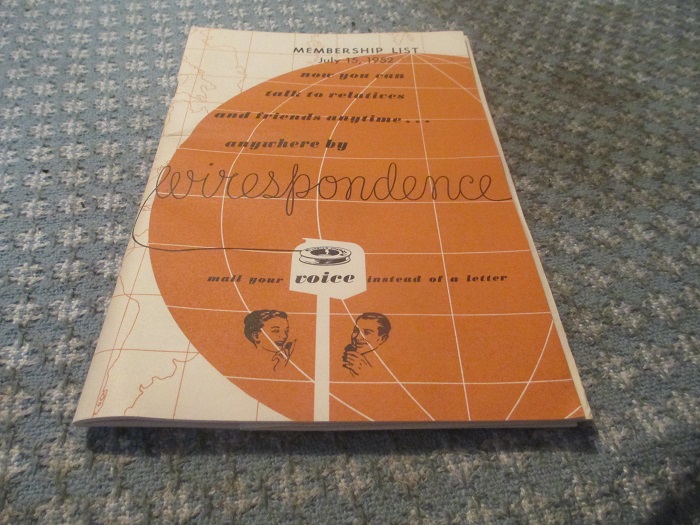 MEMBERSHIP LIST
July 15, 1952
now you can
talk to relatives
and friends anytime...
anywhere by
wirespondence
mail your voice instead of a letter